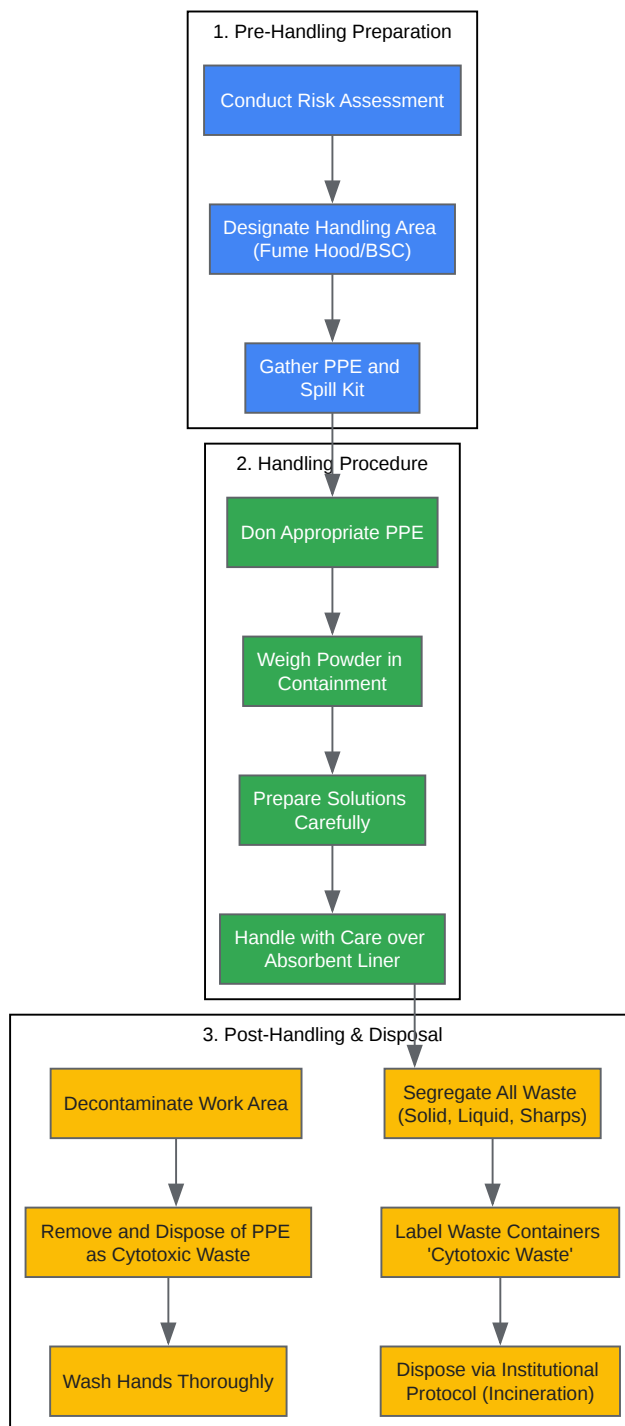 1. Pre-Handling Preparation
Conduct Risk Assessment
Designate Handling Area
(Fume Hood/BSC)
Gather PPE and
Spill Kit
2. Handling Procedure
Don Appropriate PPE
Weigh Powder in
Containment
Prepare Solutions
Carefully
Handle with Care over
Absorbent Liner
3. Post-Handling & Disposal
Decontaminate Work Area
Segregate All Waste
(Solid, Liquid, Sharps)
Remove and Dispose of PPE
as Cytotoxic Waste
Label Waste Containers
'Cytotoxic Waste'
Wash Hands Thoroughly
Dispose via Institutional
Protocol (Incineration)